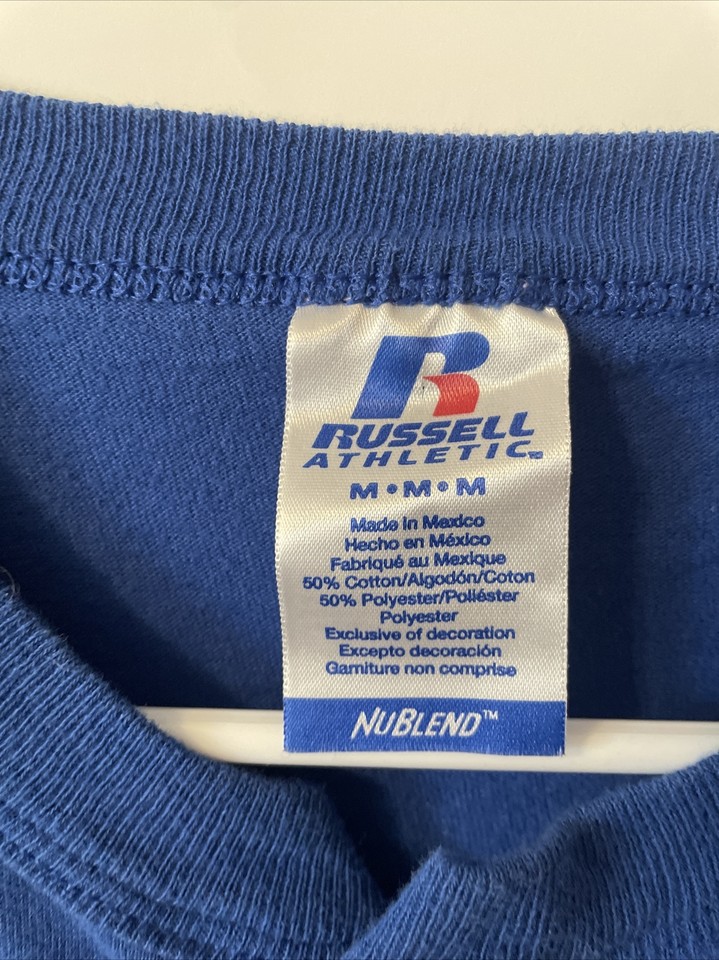 R
RUSSELL
ATHLETIC™
M • M • M
Made in Mexico
Hecho en México
Fabriqué au Mexique
50% Cotton/Algodón/Coton
50% Polyester/Poliéster
Polyester
Exclusive of decoration
Excepto decoración
Garniture non comprise
NUBLEND™